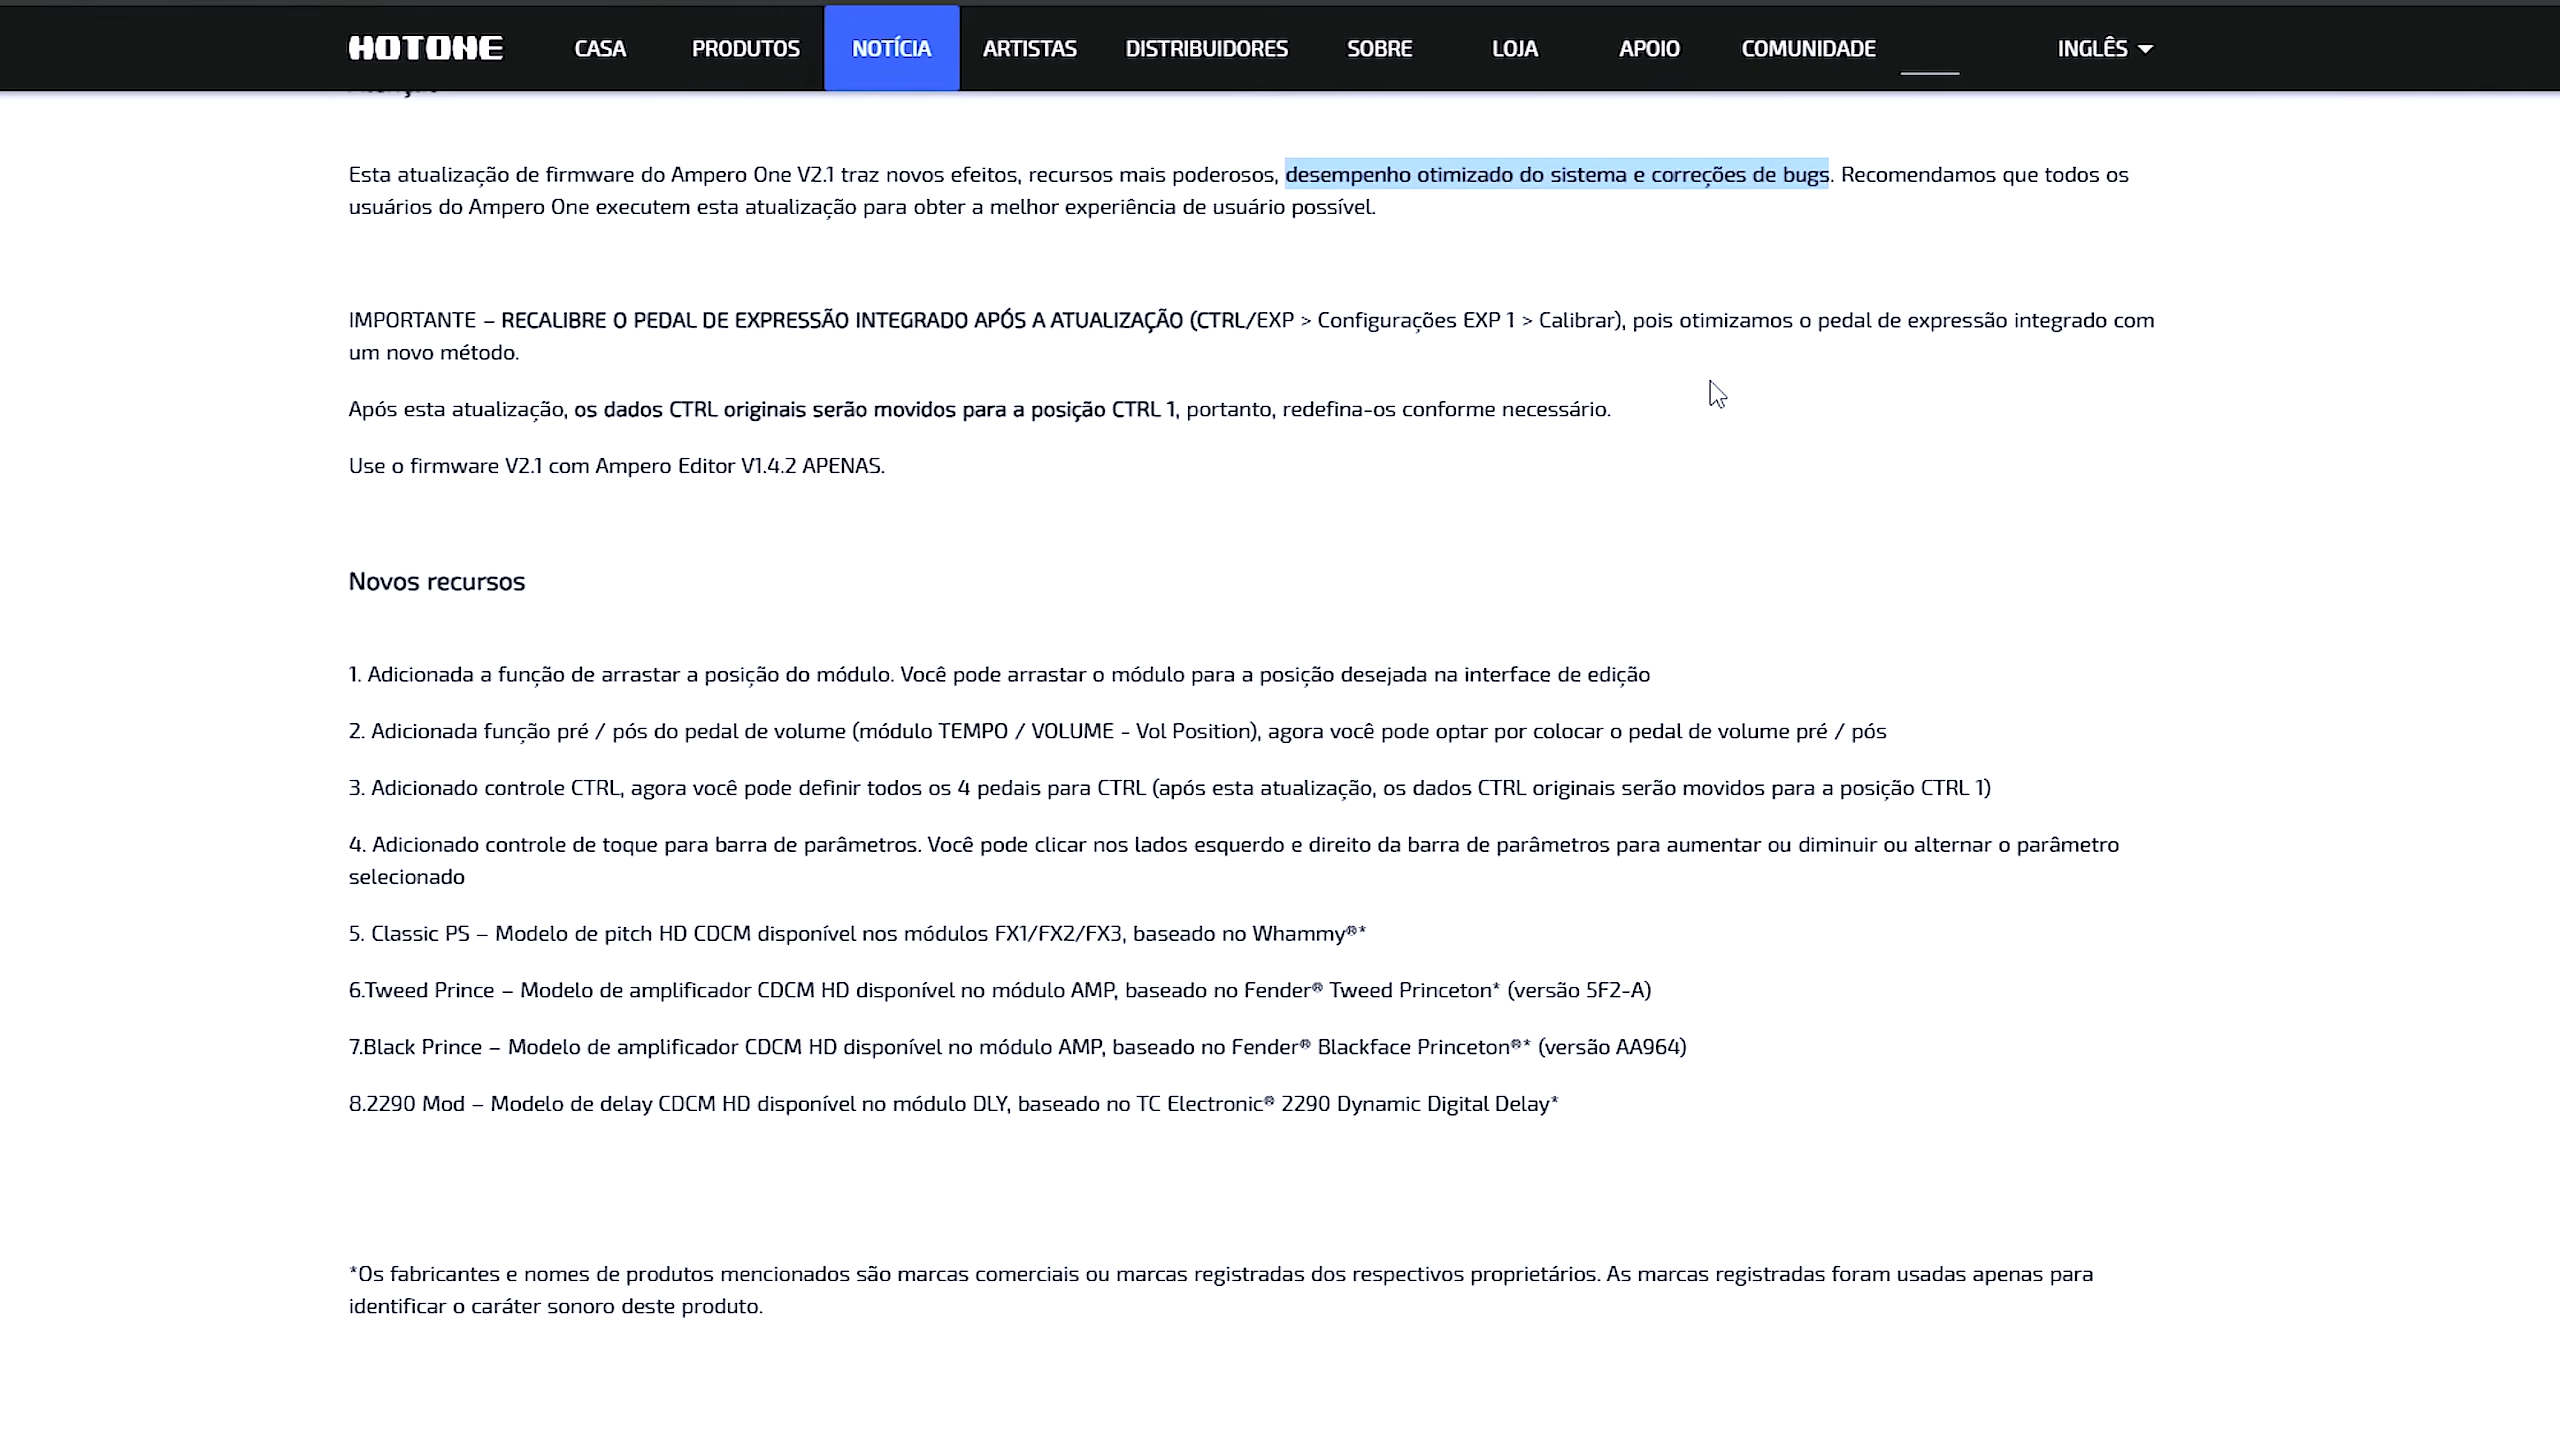 HOTONE CASA PRODUTOS NOTÍCIA ARTISTAS DISTRIBUIDORES SOBRE LOJA APOIO COMUNIDADE INGLÊS
Esta atualização de firmware do Ampero One V2.1 traz novos efeitos, recursos mais poderosos, desempenho otimizado do sistema e correções de bugs. Recomendamos que todos os
usuários do Ampero One executem esta atualização para obter a melhor experiência de usuário possível.
IMPORTANTE – RECALIBRE O PEDAL DE EXPRESSÃO INTEGRADO APÓS A ATUALIZAÇÃO (CTRL/EXP > Configurações EXP 1 > Calibrar), pois otimizamos o pedal de expressão integrado com
um novo método.
Após esta atualização, os dados CTRL originais serão movidos para a posição CTRL 1, portanto, redefina-os conforme necessário.
Use o firmware V2.1 com Ampero Editor V1.4.2 APENAS.
Novos recursos
1. Adicionada a função de arrastar a posição do módulo. Você pode arrastar o módulo para a posição desejada na interface de edição
2. Adicionada função pré / pós do pedal de volume (módulo TEMPO / VOLUME - Vol Position), agora você pode optar por colocar o pedal de volume pré / pós
3. Adicionado controle CTRL, agora você pode definir todos os 4 pedais para CTRL (após esta atualização, os dados CTRL originais serão movidos para a posição CTRL 1)
4. Adicionado controle de toque para barra de parâmetros. Você pode clicar nos lados esquerdo e direito da barra de parâmetros para aumentar ou diminuir ou alternar o parâmetro
selecionado
5. Classic PS – Modelo de pitch HD CDCM disponível nos módulos FX1/FX2/FX3, baseado no Whammy®*
6.Tweed Prince – Modelo de amplificador CDCM HD disponível no módulo AMP, baseado no Fender® Tweed Princeton* (versão 5F2-A)
7.Black Prince – Modelo de amplificador CDCM HD disponível no módulo AMP, baseado no Fender® Blackface Princeton®* (versão AA964)
8.2290 Mod – Modelo de delay CDCM HD disponível no módulo DLY, baseado no TC Electronic® 2290 Dynamic Digital Delay*
*Os fabricantes e nomes de produtos mencionados são marcas comerciais ou marcas registradas dos respectivos proprietários. As marcas registradas foram usadas apenas para
identificar o caráter sonoro deste produto.